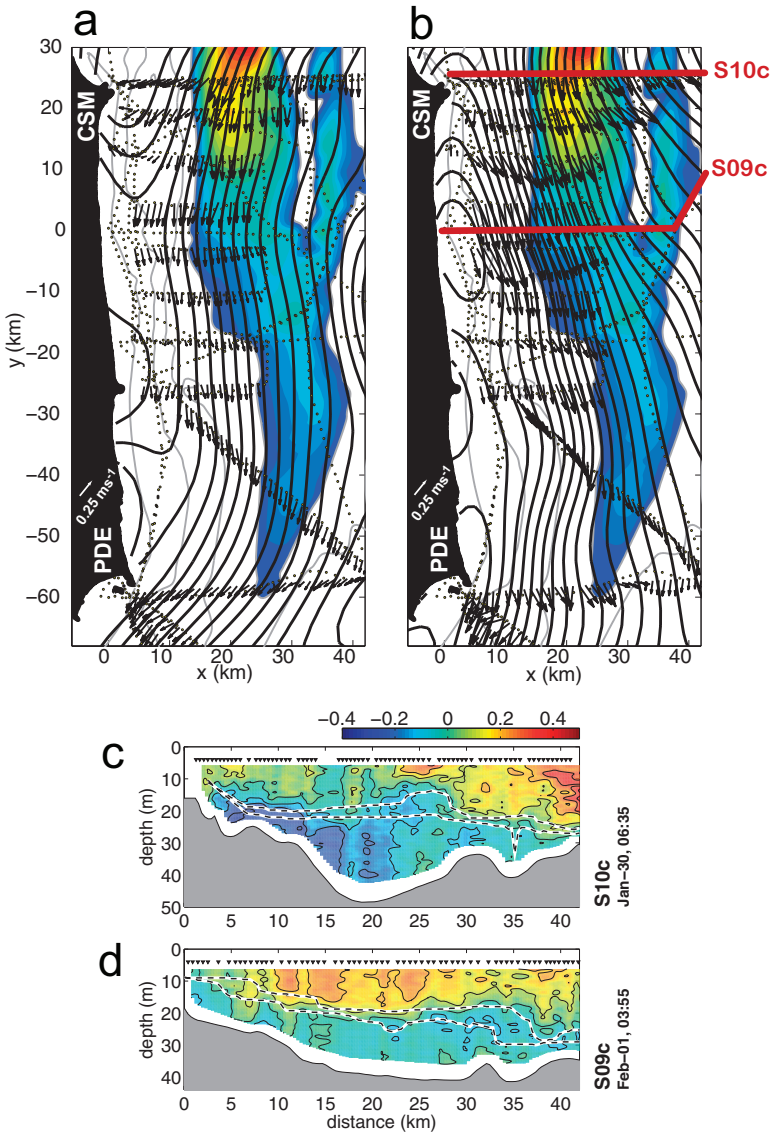 a
b
30
20
10
0
−10
−20
−30
−40
−50
−60
y (km)
CSM
PDE
0.25 ms⁻¹
0 10 20 30 40
x (km)
CSM
PDE
0.25 ms⁻¹
S10c
S09c
0 10 20 30 40
x (km)
−0.4 −0.2 0 0.2 0.4
c
0
10
20
30
40
50
depth (m)
0 5 10 15 20 25 30 35 40
S10c
Jan−30, 06:35
d
0
10
20
30
40
depth (m)
0 5 10 15 20 25 30 35 40
distance (km)
S09c
Feb−01, 03:55